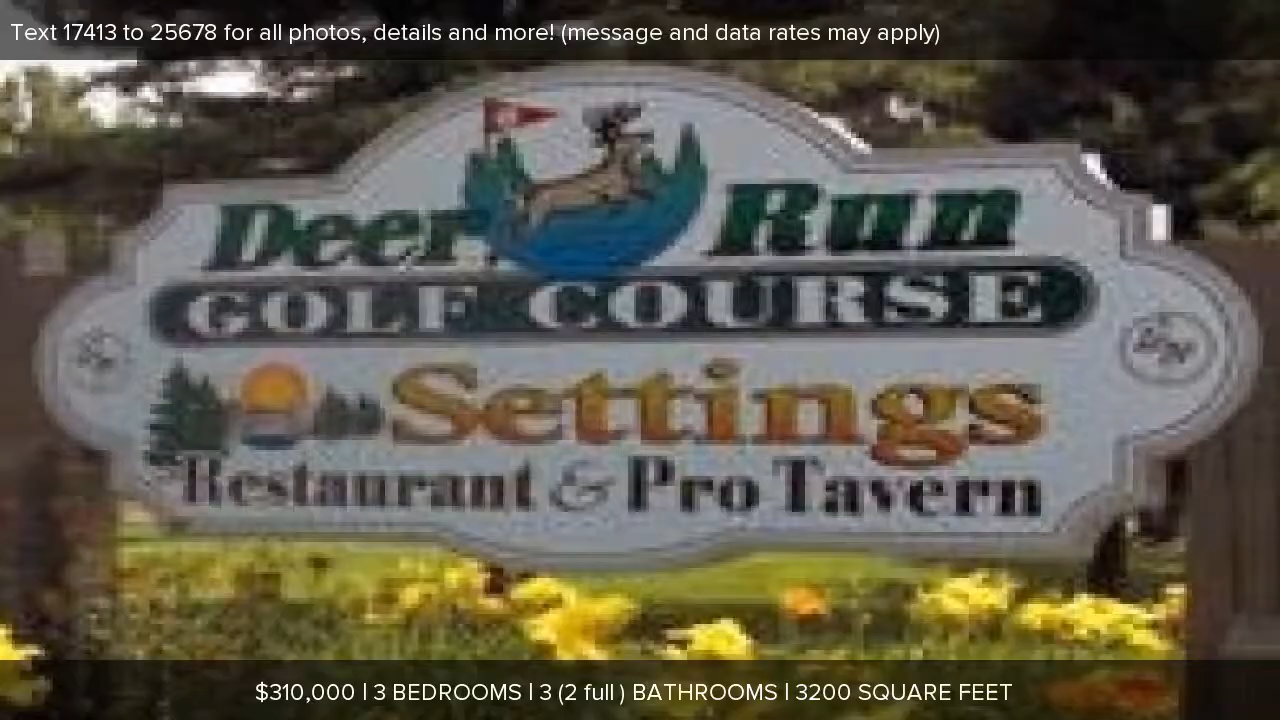 Text 17413 to 25678 for all photos, details and more! (message and data rates may apply)
Deer Run
GOLF COURSE
Settings
Restaurant & Pro Tavern
$310,000 | 3 BEDROOMS | 3 (2 full ) BATHROOMS | 3200 SQUARE FEET